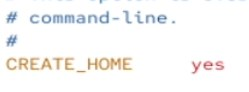 # command-line.
#
CREATE_HOME yes